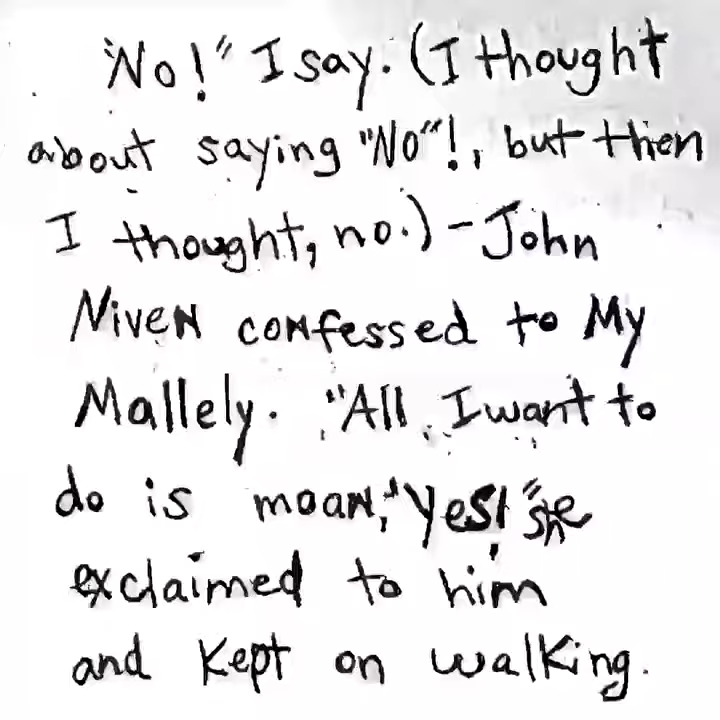 "No!" I say. (I thought
about saying "No"!, but then
I thought, no.) - John
Niven confessed to My
Mallely. "All I want to
do is moan, "Yes!" she
exclaimed to him
and kept on walking.